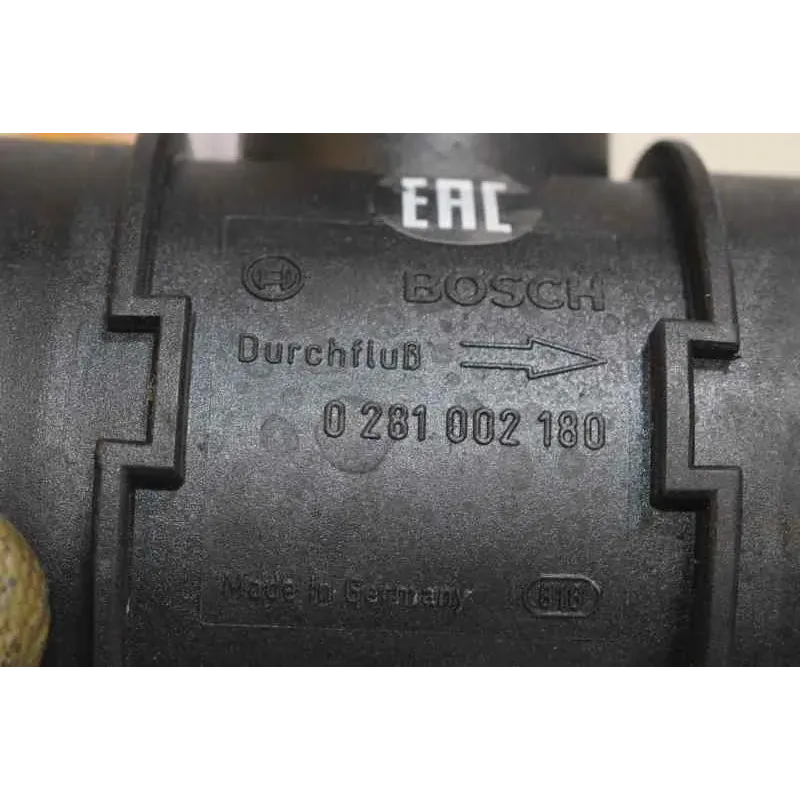 EAC
BOSCH
Durchfluß
0 281 002 180
Made in Germany